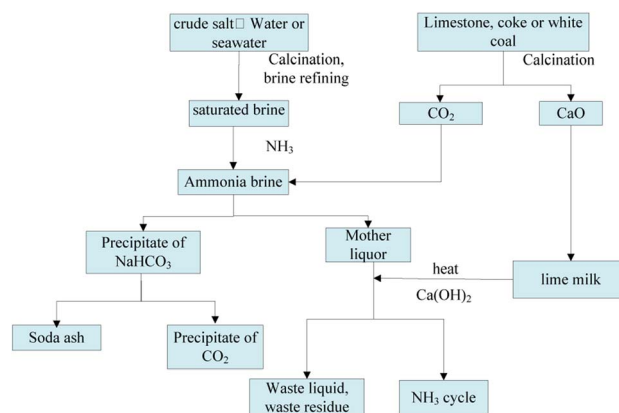 crude salt□ Water or
seawater
Limestone, coke or white
coal
Calcination,
brine refining
Calcination
saturated brine
CO₂
CaO
NH₃
Ammonia brine
Precipitate of
NaHCO₃
Mother
liquor
heat
Ca(OH)₂
lime milk
Soda ash
Precipitate of
CO₂
Waste liquid,
waste residue
NH₃ cycle